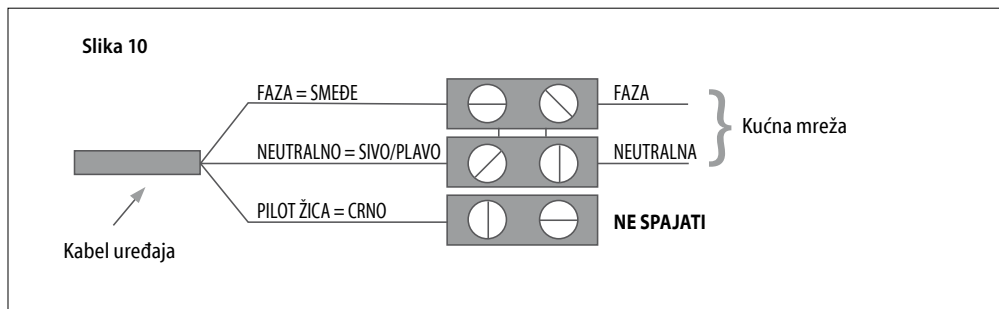 Slika 10
FAZA = SMEĐE
FAZA
NEUTRALNO = SIVO/PLAVO
NEUTRALNA
Kućna mreža
PILOT ŽICA = CRNO
NE SPAJATI
Kabel uređaja